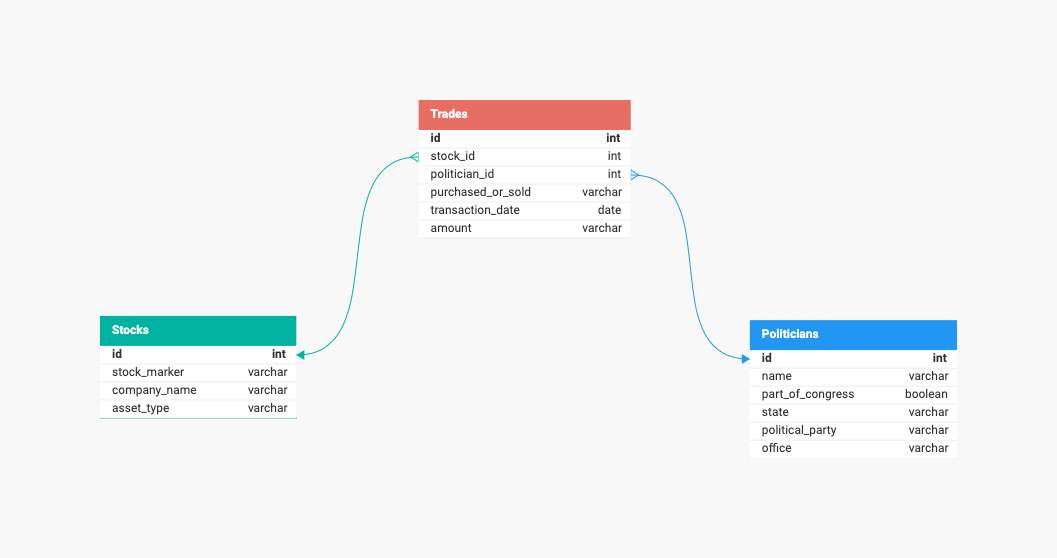 Trades
id int
stock_id int
politician_id int
purchased_or_sold varchar
transaction_date date
amount varchar
Stocks
id int
stock_marker varchar
company_name varchar
asset_type varchar
Politicians
id int
name varchar
part_of_congress boolean
state varchar
political_party varchar
office varchar